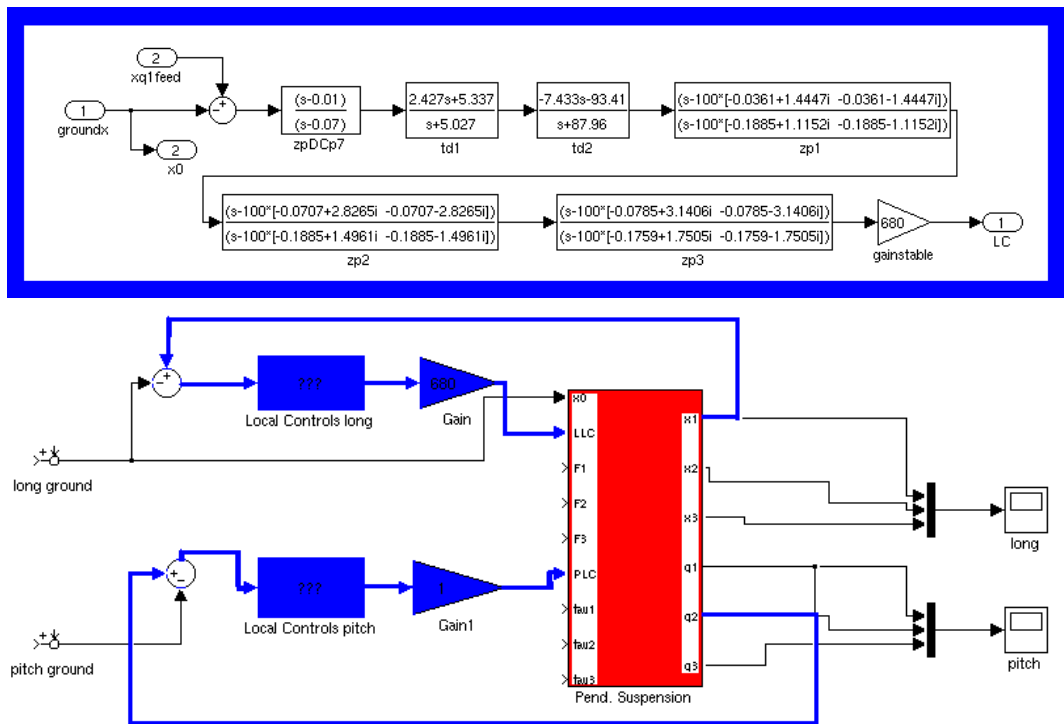 2
xq1feed
1
groundx
2
x0
- +
(s-0.01)
(s-0.07)
zpDCp7
2.427s+5.337
s+5.027
td1
-7.433s-93.41
s+87.96
td2
(s-100*[-0.0361+1.4447i -0.0361-1.4447i])
(s-100*[-0.1885+1.1152i -0.1885-1.1152i])
zp1
(s-100*[-0.0707+2.8265i -0.0707-2.8265i])
(s-100*[-0.1885+1.4961i -0.1885-1.4961i])
zp2
(s-100*[-0.0785+3.1406i -0.0785-3.1406i])
(s-100*[-0.1759+1.7505i -0.1759-1.7505i])
zp3
680
gainstable
1
LC
- +
???
Local Controls long
680
Gain
+
long ground
+ -
???
Local Controls pitch
1
Gain1
+
pitch ground
x0
LLC
F1
F2
F3
PLC
tau1
tau2
tau3
x1
x2
x3
q1
q2
q3
Pend. Suspension
long
pitch